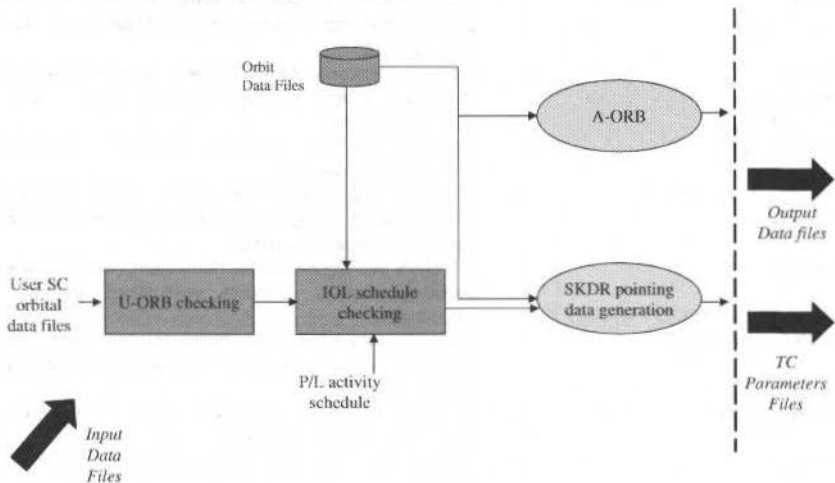 Orbit
Data Files
A-ORB
Output
Data files
User SC
orbital
data files
U-ORB checking
IOL schedule
checking
SKDR pointing
data generation
P/L activity
schedule
TC
Parameters
Files
Input
Data
Files